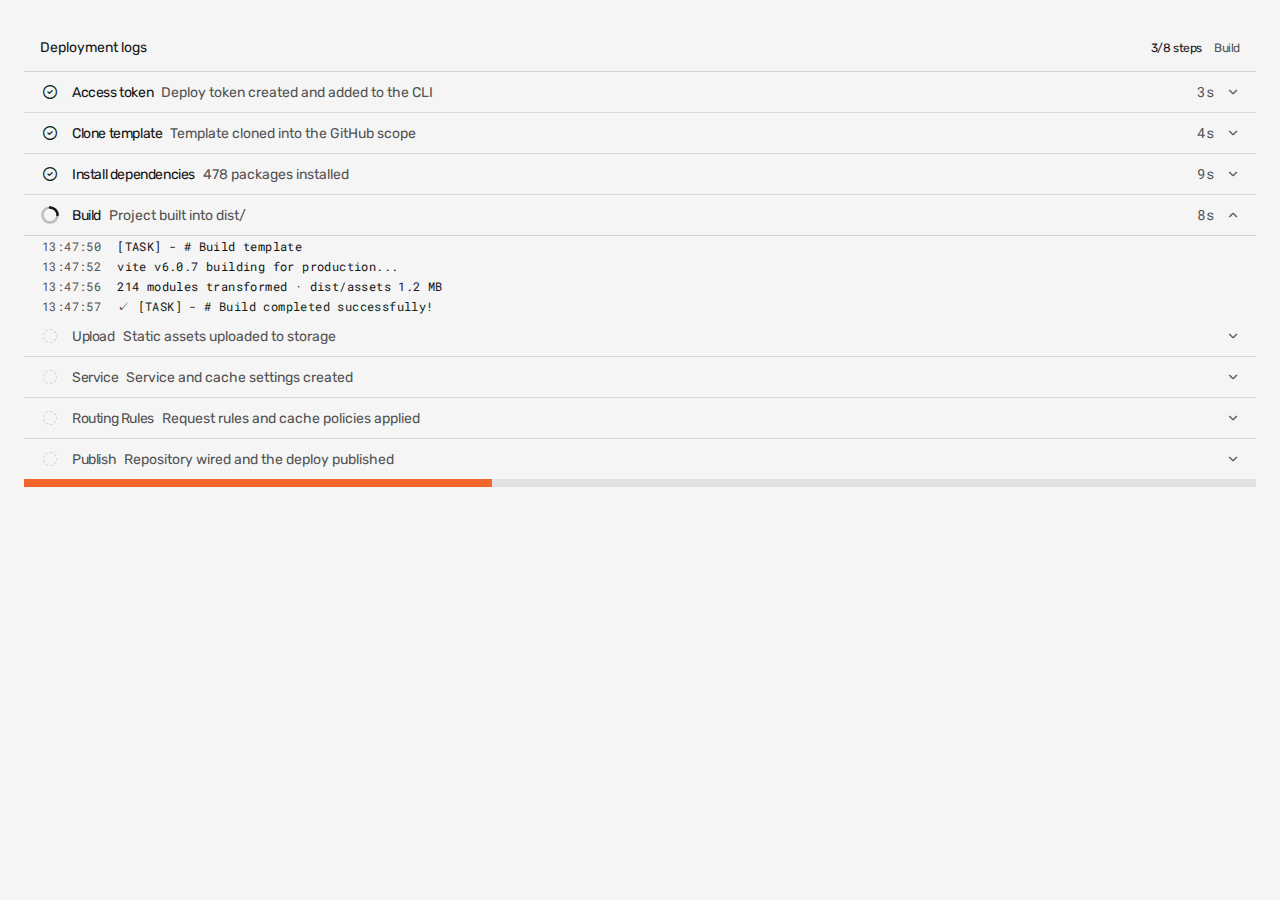 Deployment logs
3/8 steps Build
Access token Deploy token created and added to the CLI 3s
Clone template Template cloned into the GitHub scope 4s
Install dependencies 478 packages installed 9s
Build Project built into dist/ 8s
13:47:50 [TASK] - # Build template
13:47:52 vite v6.0.7 building for production...
13:47:56 214 modules transformed · dist/assets 1.2 MB
13:47:57 ✓ [TASK] - # Build completed successfully!
Upload Static assets uploaded to storage
Service Service and cache settings created
Routing Rules Request rules and cache policies applied
Publish Repository wired and the deploy published